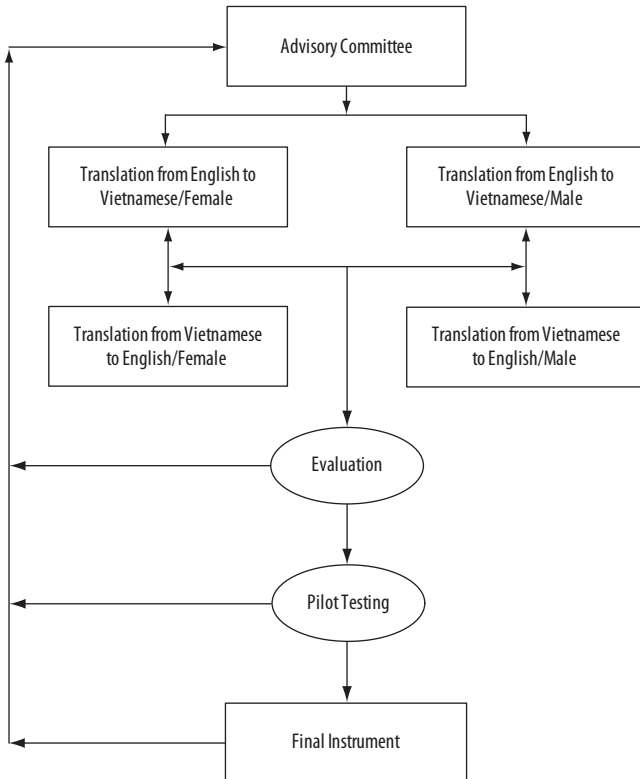 Advisory Committee
Translation from English to
Vietnamese/Female
Translation from English to
Vietnamese/Male
Translation from Vietnamese
to English/Female
Translation from Vietnamese
to English/Male
Evaluation
Pilot Testing
Final Instrument